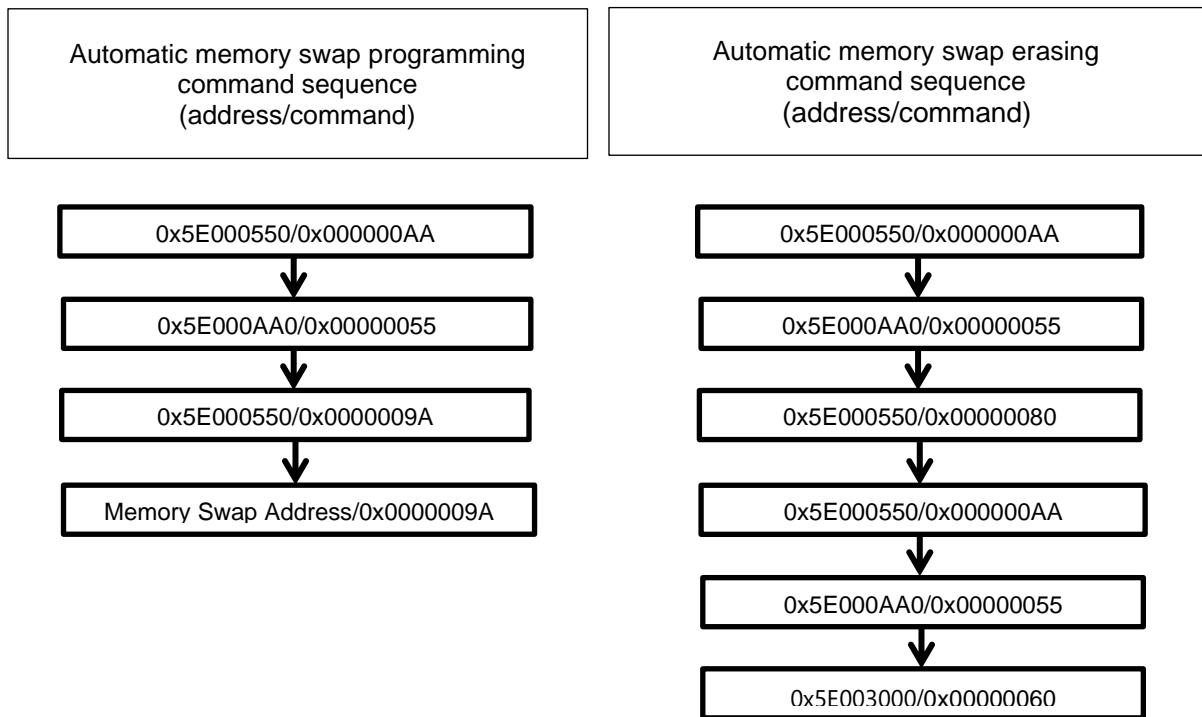 Automatic memory swap programming
command sequence
(address/command)
0x5E000550/0x000000AA
0x5E000AA0/0x00000055
0x5E000550/0x0000009A
Memory Swap Address/0x0000009A
Automatic memory swap erasing
command sequence
(address/command)
0x5E000550/0x000000AA
0x5E000AA0/0x00000055
0x5E000550/0x00000080
0x5E000550/0x000000AA
0x5E000AA0/0x00000055
0x5E003000/0x00000060